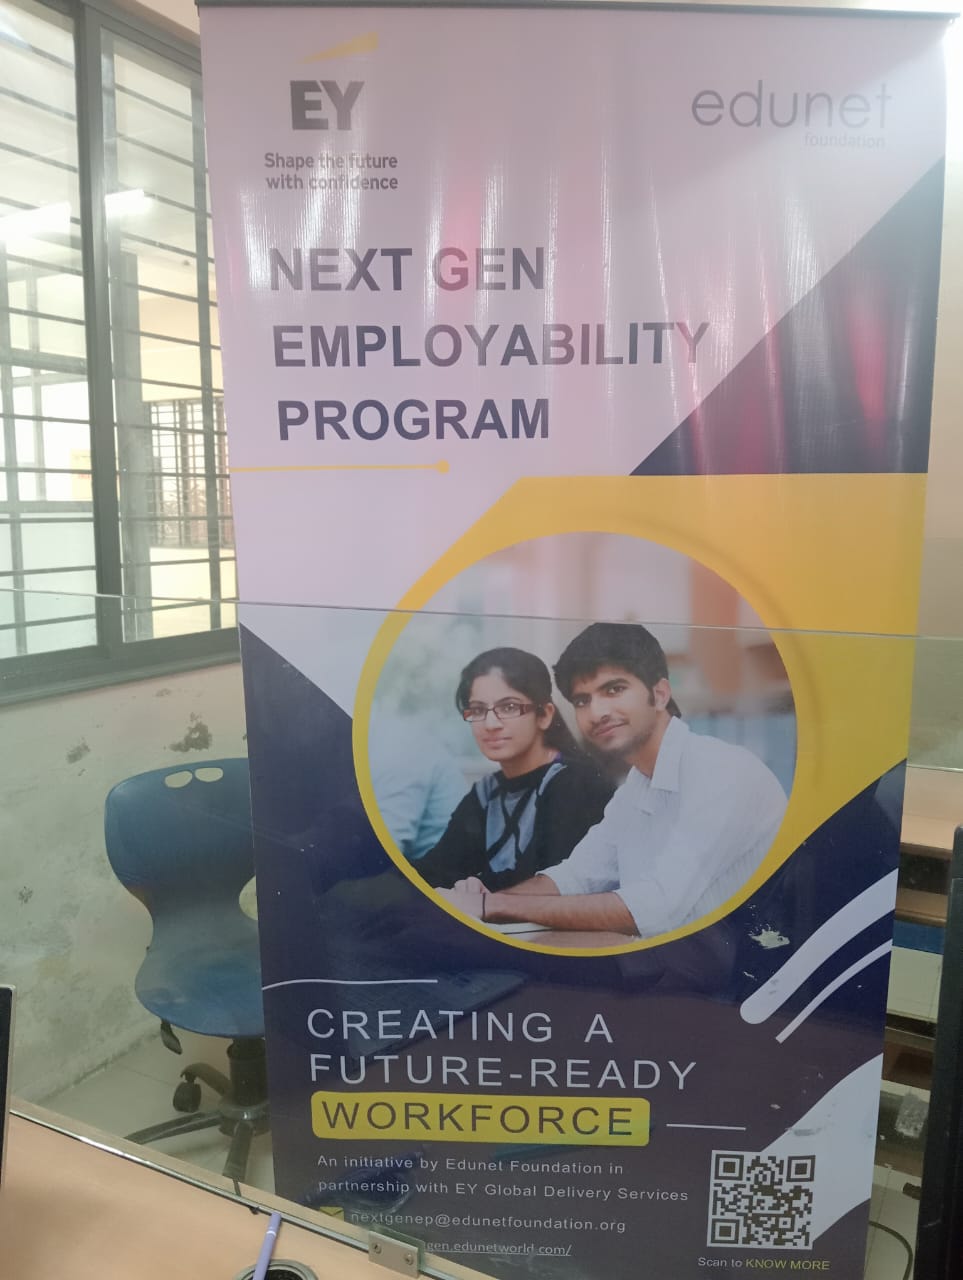 EY
Shape the future
with confidence
edunet
foundation
NEXT GEN
EMPLOYABILITY
PROGRAM
CREATING A
FUTURE-READY
WORKFORCE
An initiative by Edunet Foundation in
partnership with EY Global Delivery Services
nextgenep@edunetfoundation.org
gen.edunetworld.com/
Scan to KNOW MORE